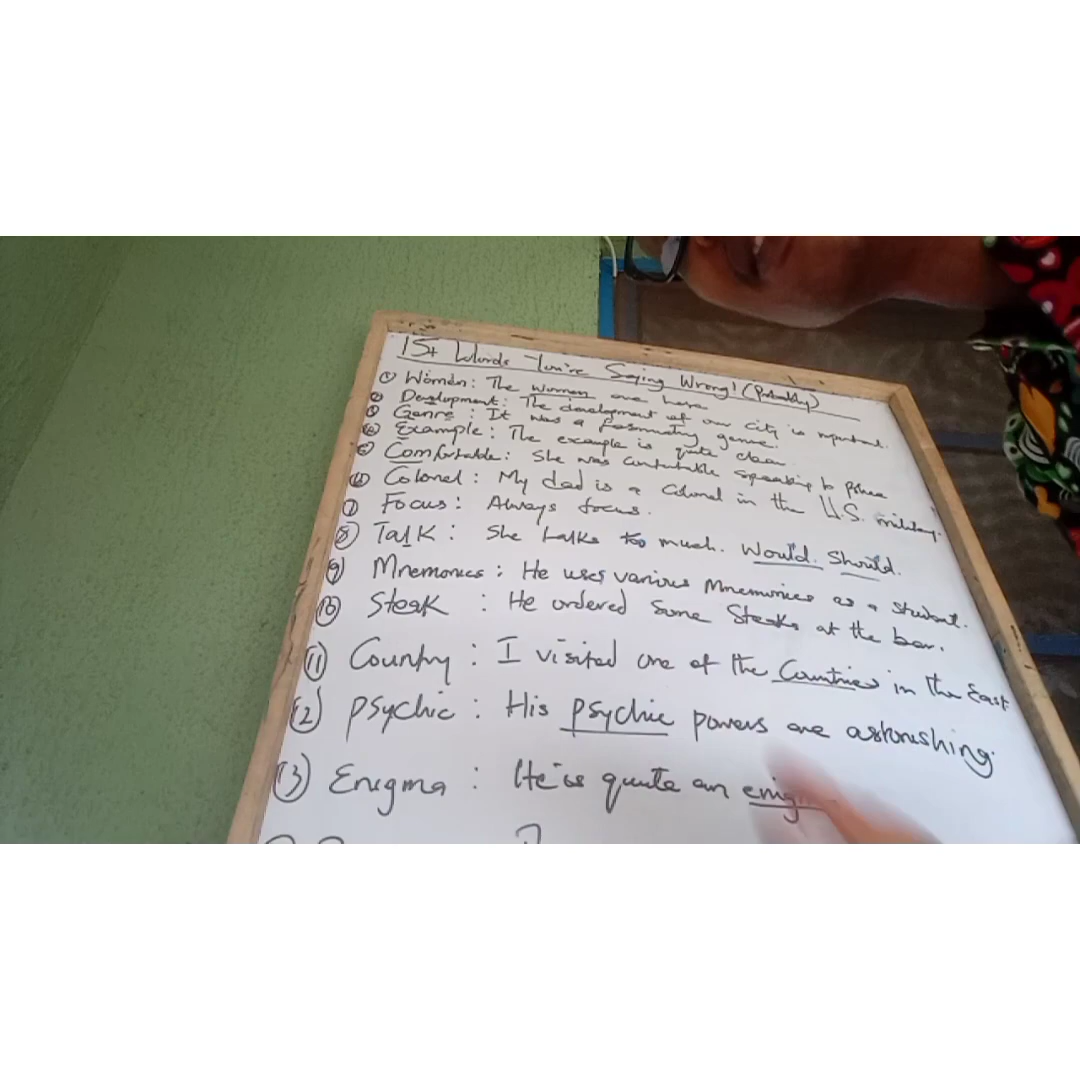 15+ Words You're Saying Wrong! (Probably)
① Women: The women are here
② Development: The development of our city is important.
③ Genre: It was a genre.
④ Example: The example is quite clear.
⑤ Comfortable: She was comfortable speaking to Police
⑥ Colonel: My dad is a colonel in the U.S. military.
⑦ Focus: Always focus.
⑧ Talk: She talks too much. Would. Should.
⑨ Mnemonics: He uses various Mnemonics as a student.
⑩ Steak: He ordered some steaks at the bar.
⑪ Country: I visited one of the Countries in the East
⑫ Psychic: His psychic powers are astonishing.
⑬ Enigma: He is quite an